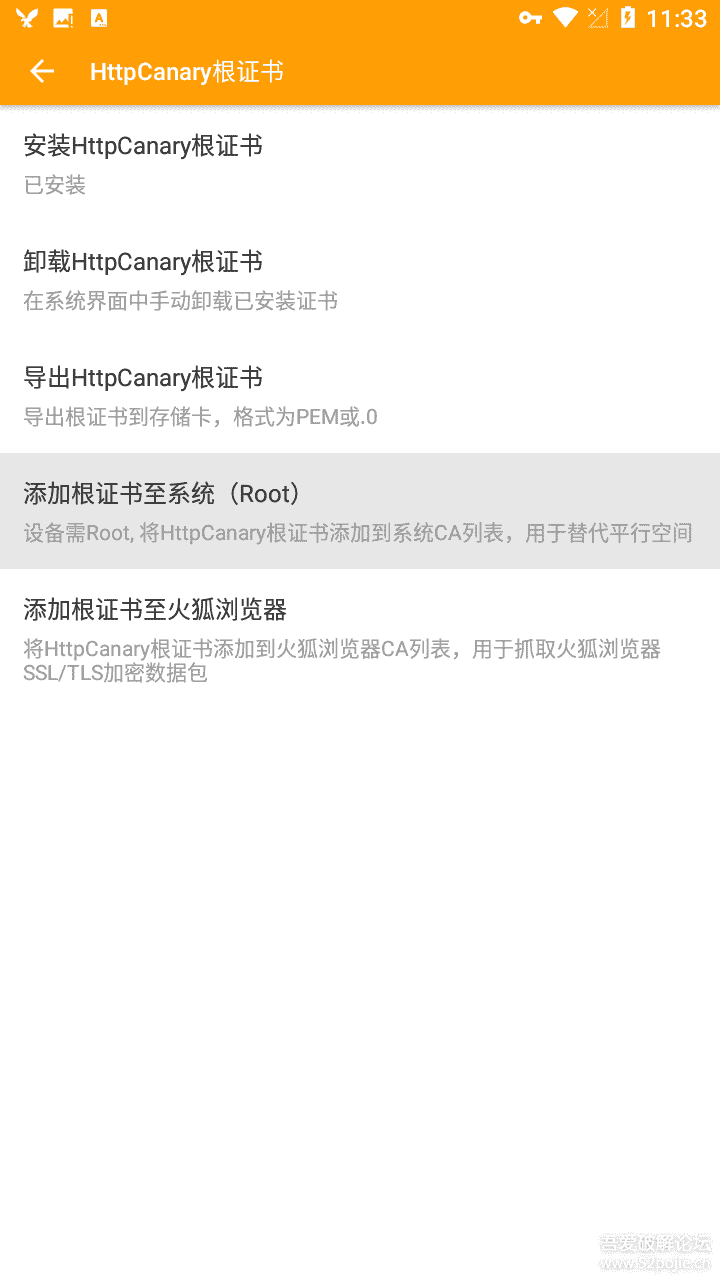 11:33
HttpCanary根证书
安装HttpCanary根证书
已安装
卸载HttpCanary根证书
在系统界面中手动卸载已安装证书
导出HttpCanary根证书
导出根证书到存储卡，格式为PEM或.0
添加根证书至系统（Root）
设备需Root, 将HttpCanary根证书添加到系统CA列表，用于替代平行空间
添加根证书至火狐浏览器
将HttpCanary根证书添加到火狐浏览器CA列表，用于抓取火狐浏览器
SSL/TLS加密数据包
吾爱破解论坛
www.52pojie.cn